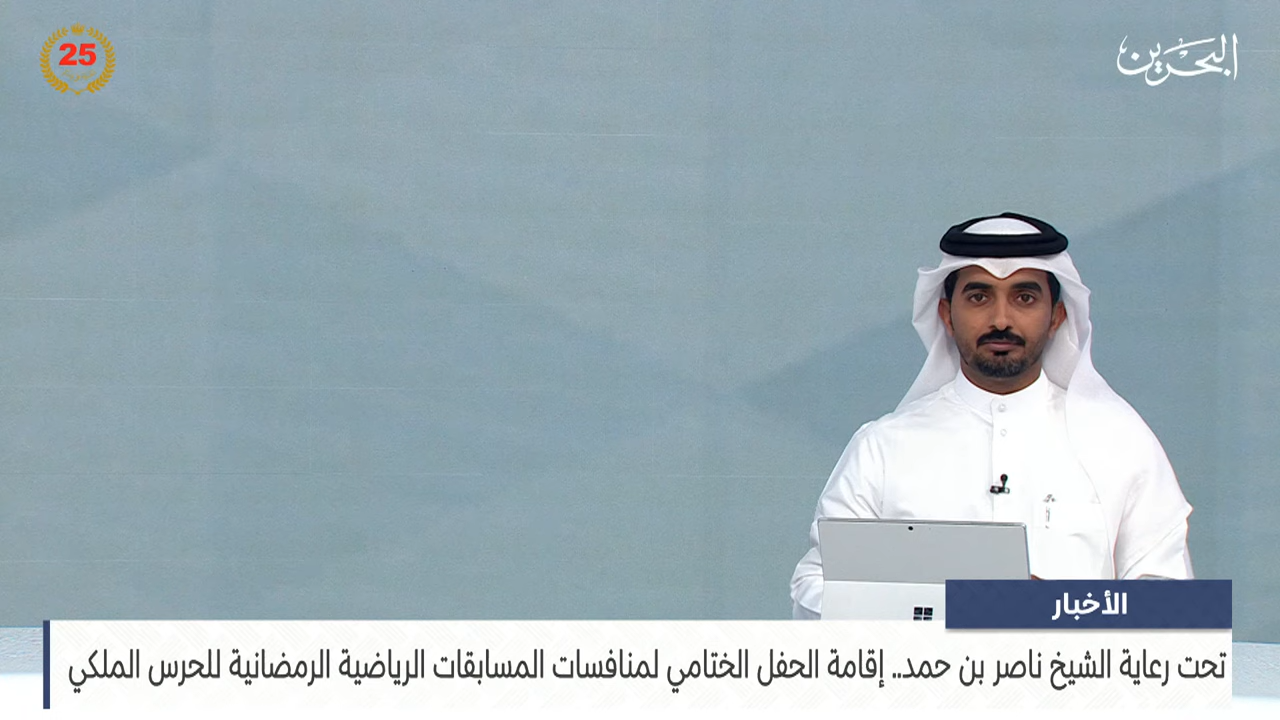 25
البحرين
الأخبار
تحت رعاية الشيخ ناصر بن حمد.. إقامة الحفل الختامي لمنافسات المسابقات الرياضية الرمضانية للحرس الملكي